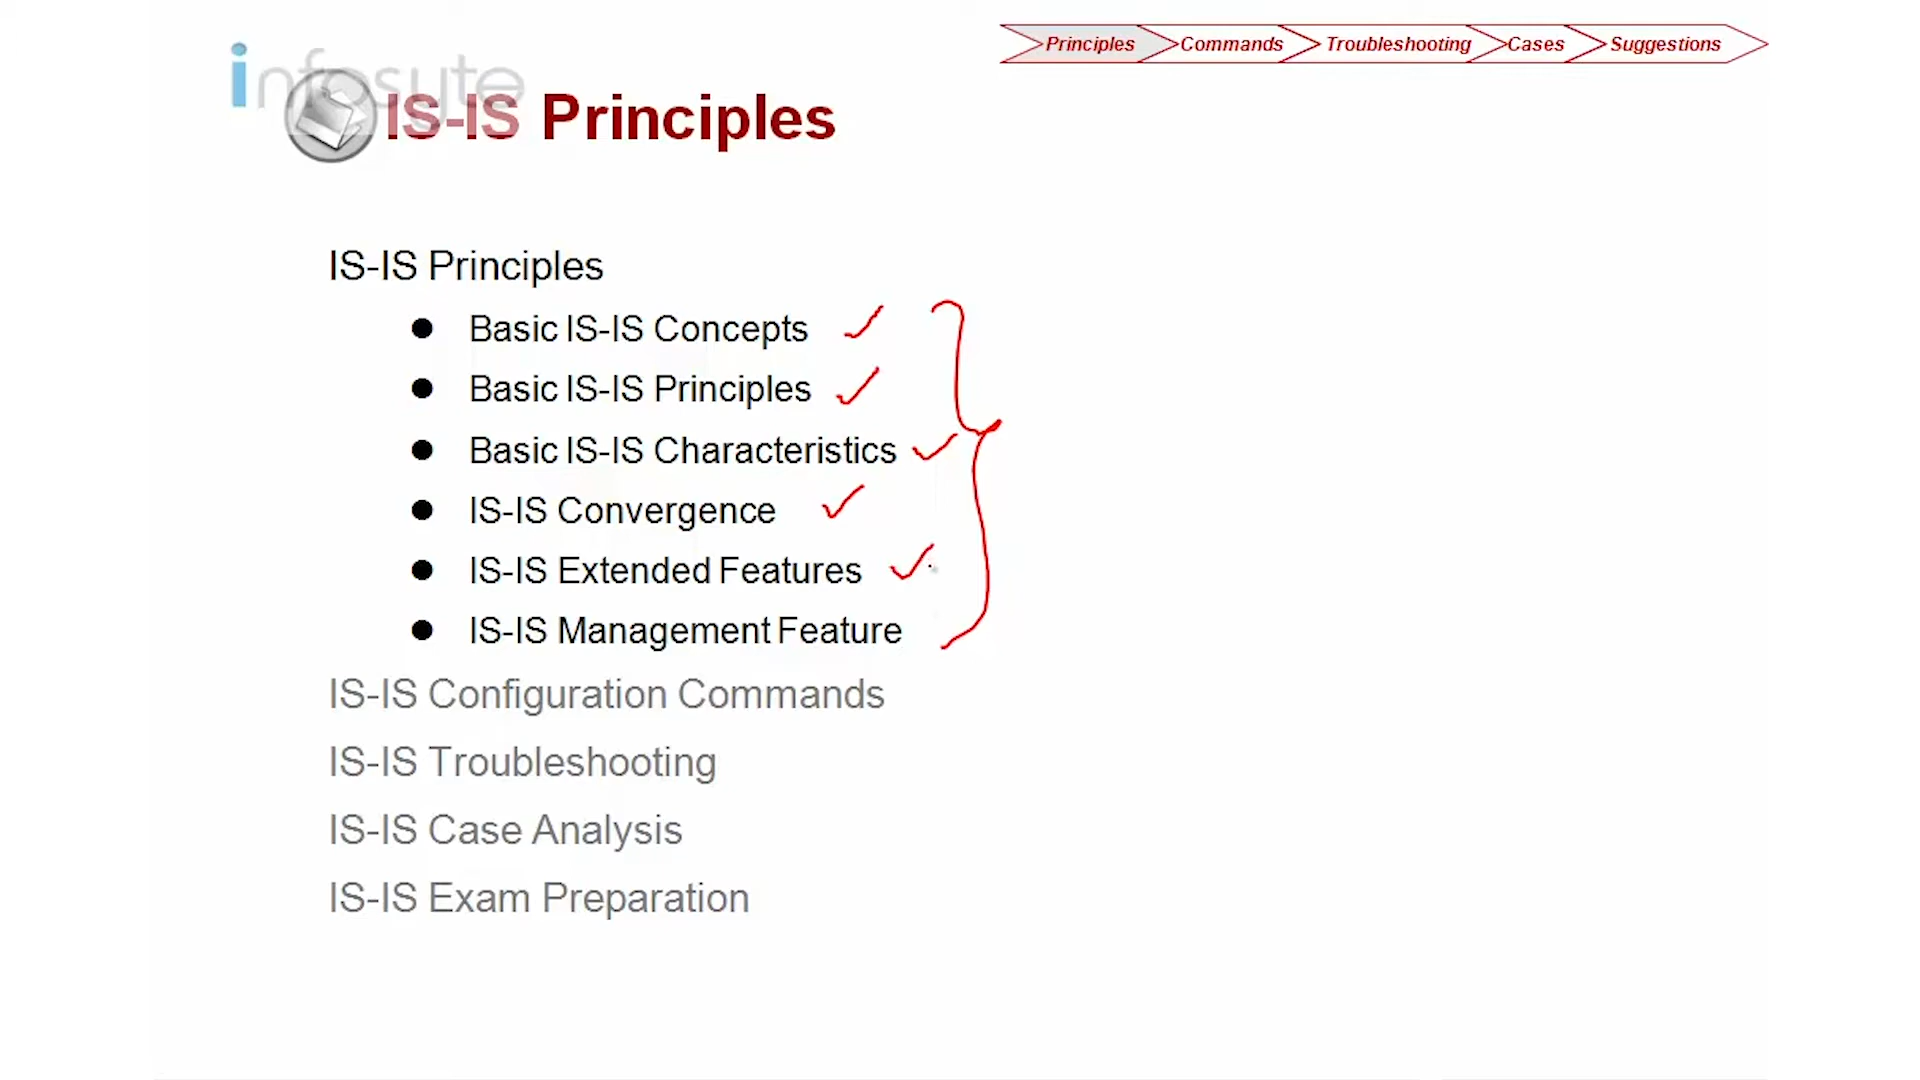 Principles Commands Troubleshooting Cases Suggestions
infosyte
IS-IS Principles
IS-IS Principles
Basic IS-IS Concepts
Basic IS-IS Principles
Basic IS-IS Characteristics
IS-IS Convergence
IS-IS Extended Features
IS-IS Management Feature
IS-IS Configuration Commands
IS-IS Troubleshooting
IS-IS Case Analysis
IS-IS Exam Preparation